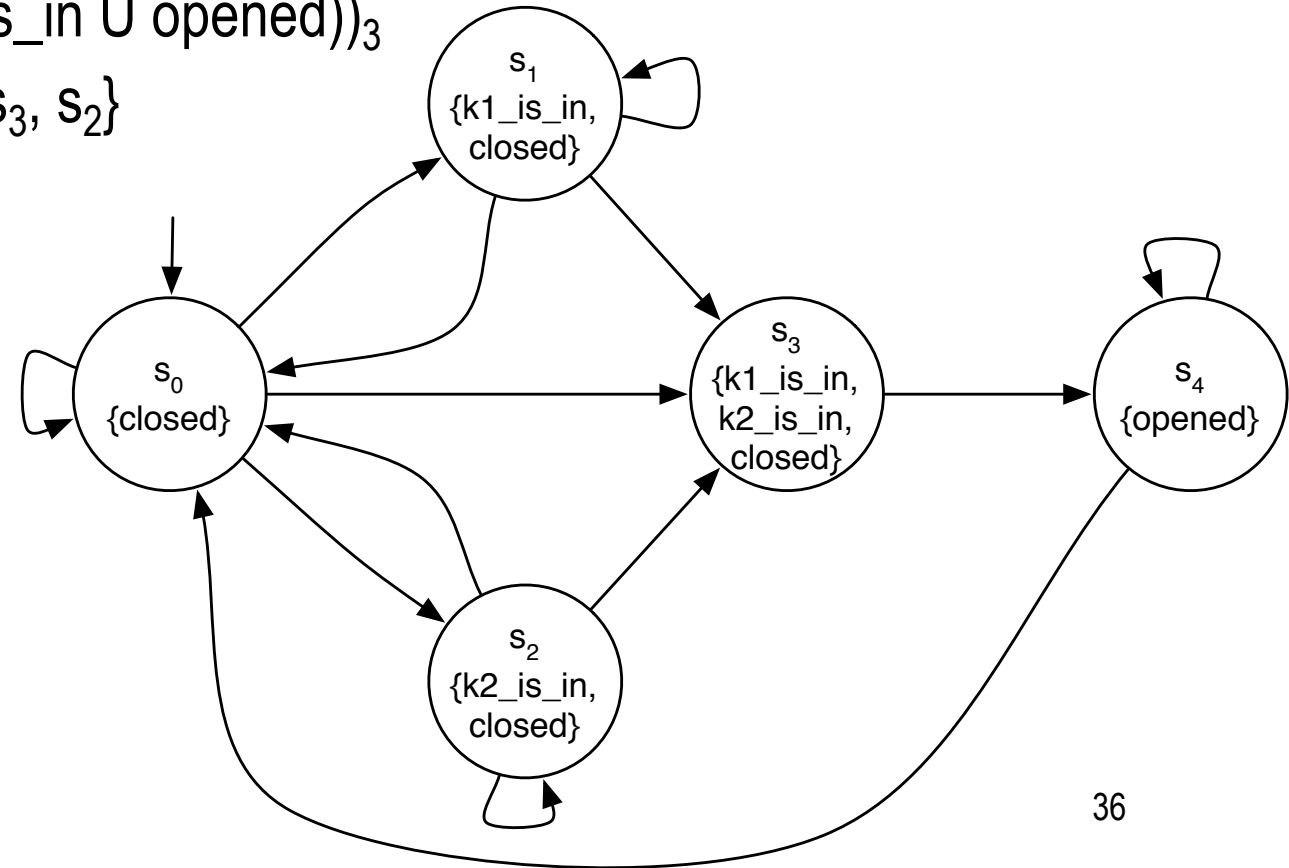 s_in U opened))₃
s₃, s₂}
s₁
{k1_is_in,
closed}
s₀
{closed}
s₃
{k1_is_in,
k2_is_in,
closed}
s₄
{opened}
s₂
{k2_is_in,
closed}
36